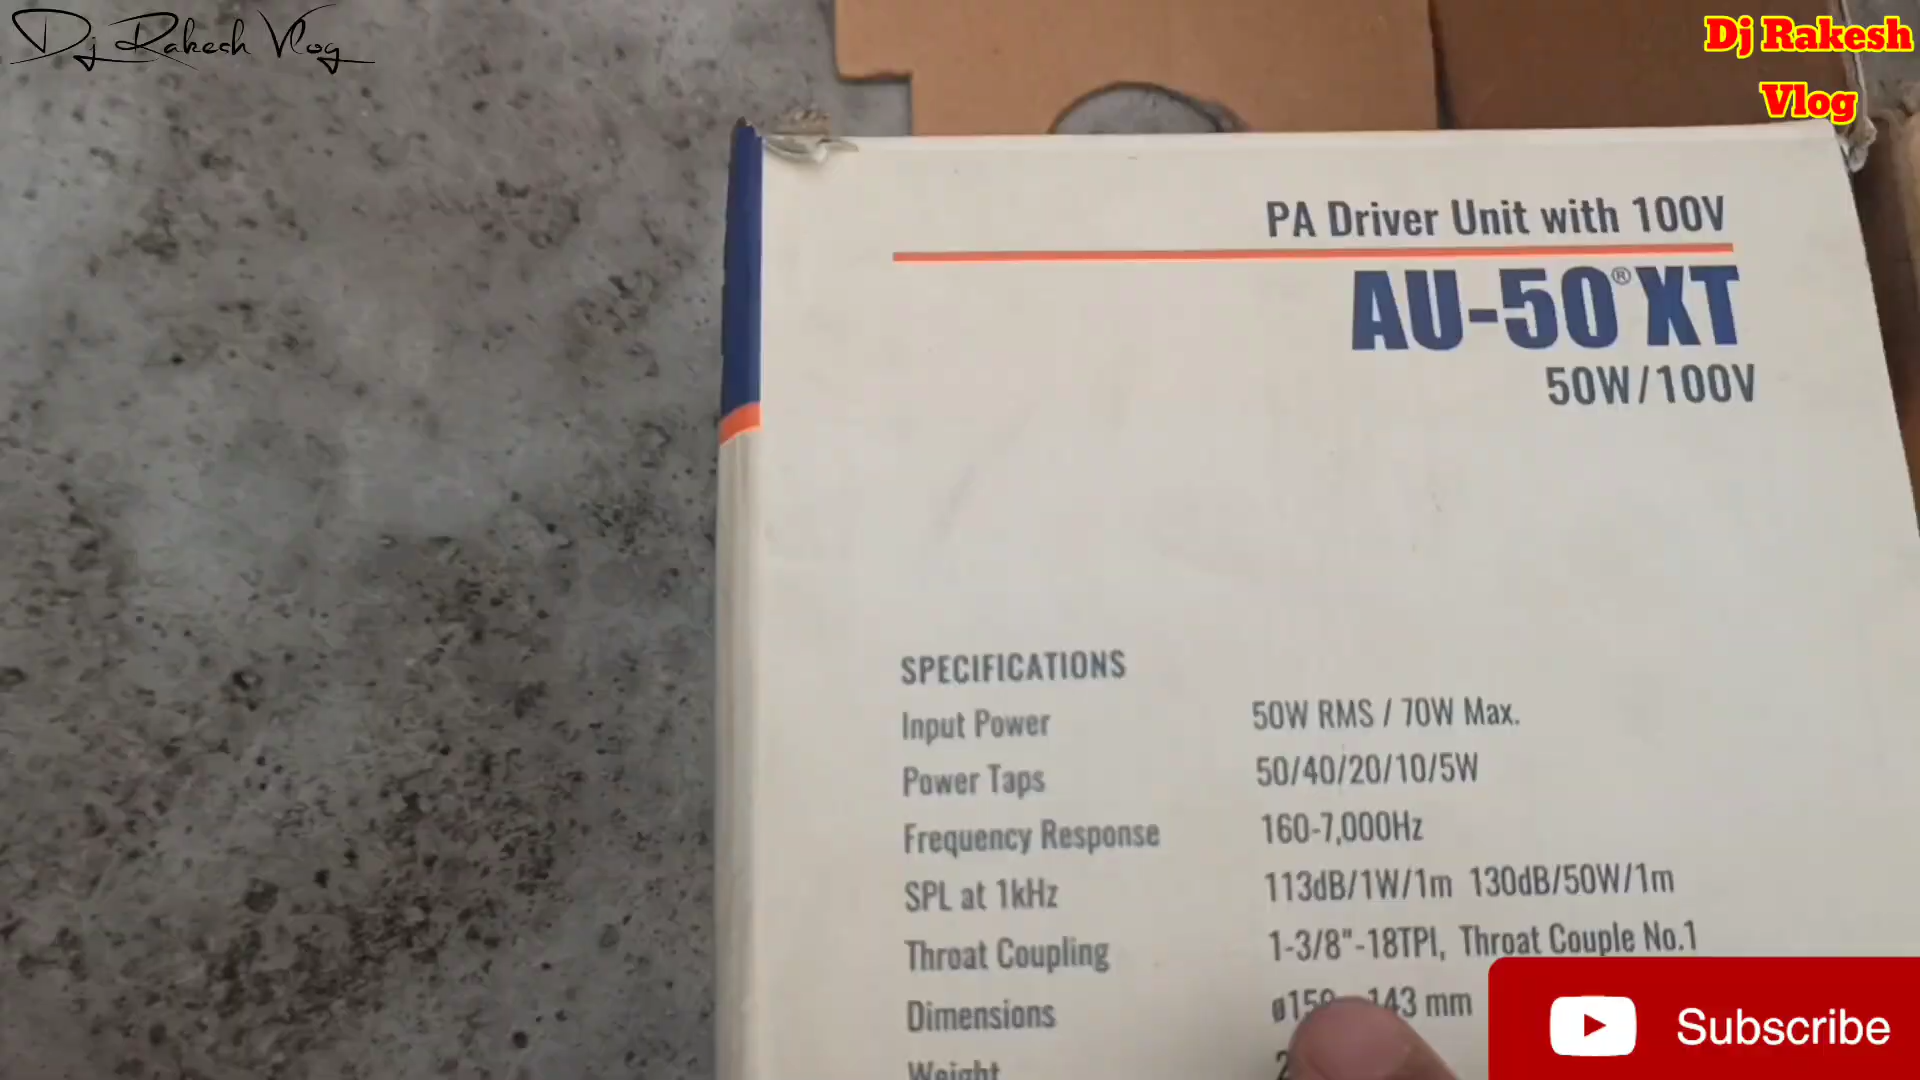 Dj Rakesh Vlog
Dj Rakesh
Vlog
PA Driver Unit with 100V
AU-50® XT
50W/100V
SPECIFICATIONS
Input Power 50W RMS / 70W Max.
Power Taps 50/40/20/10/5W
Frequency Response 160-7,000Hz
SPL at 1kHz 113dB/1W/1m 130dB/50W/1m
Throat Coupling 1-3/8"-18TPI, Throat Couple No.1
Dimensions 143 mm
Weight
Subscribe